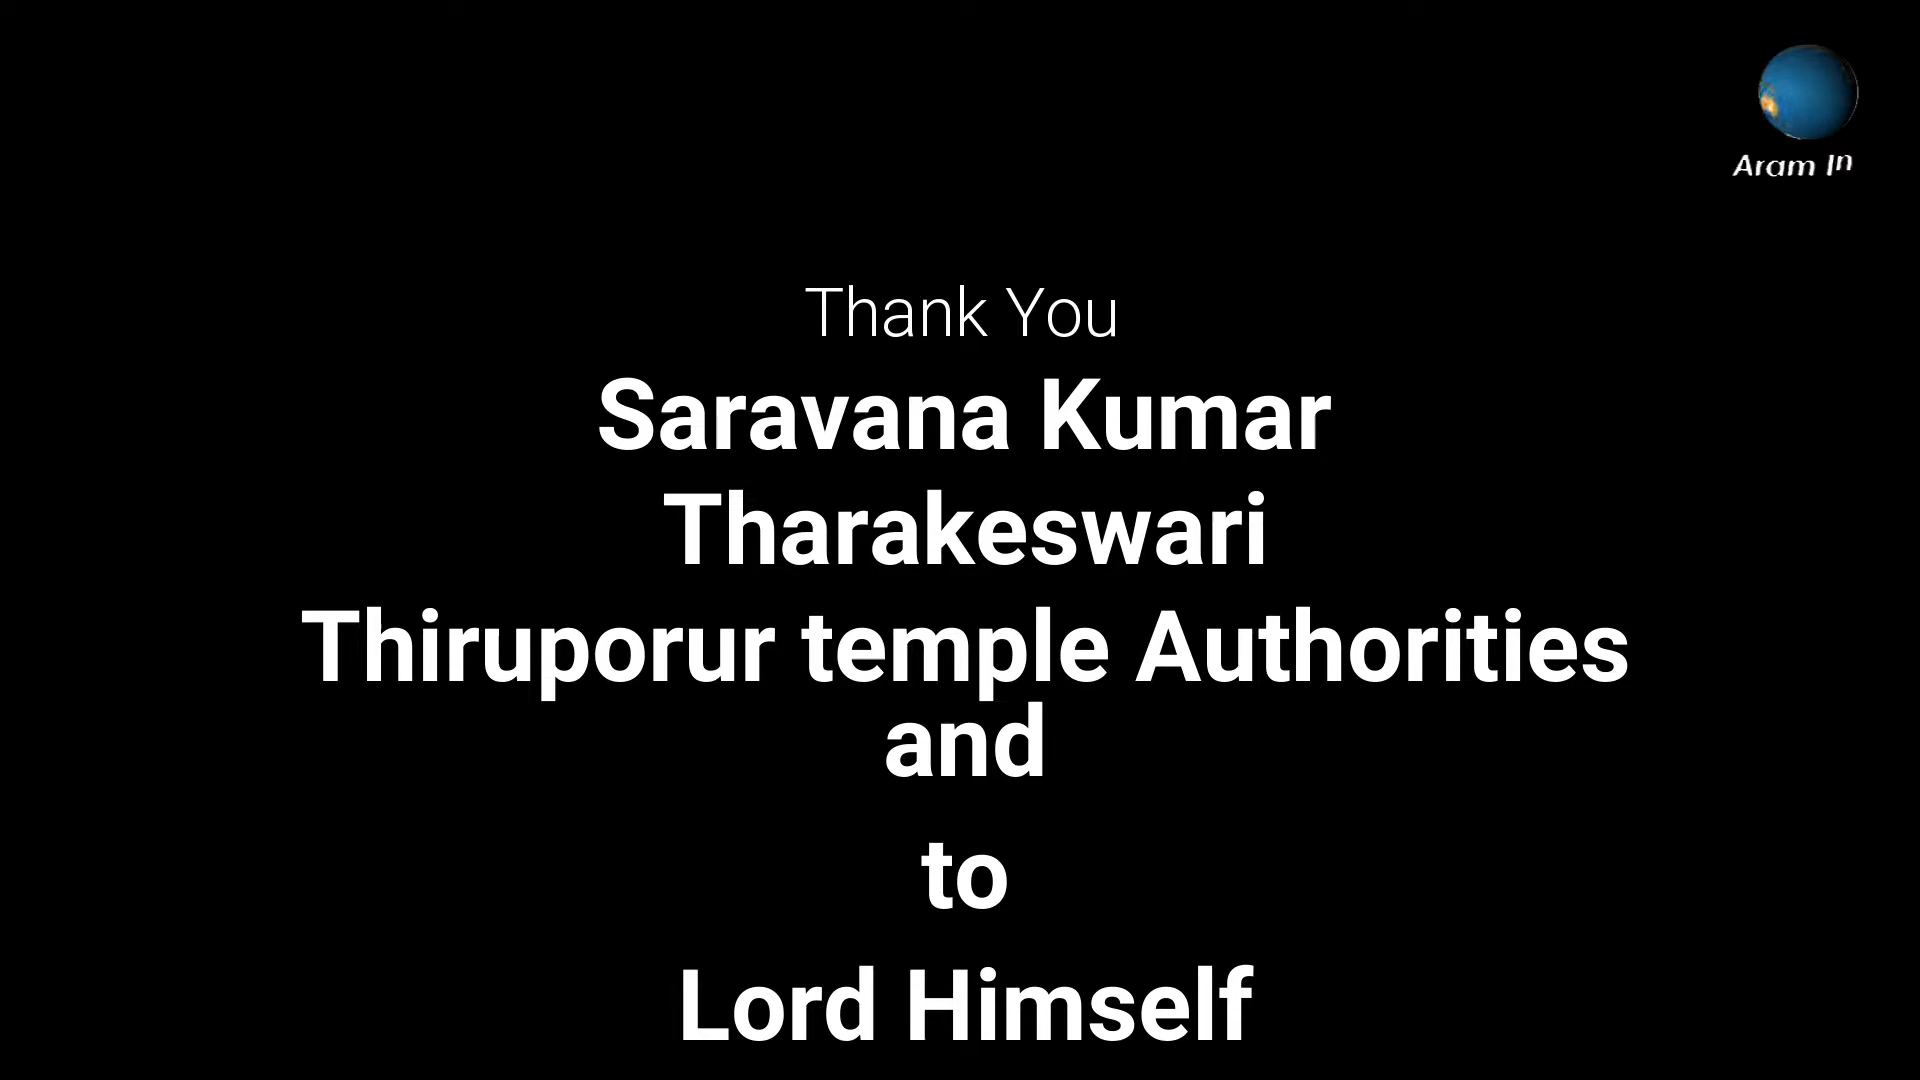 Aram In
Thank You
Saravana Kumar
Tharakeswari
Thiruporur temple Authorities
and
to
Lord Himself